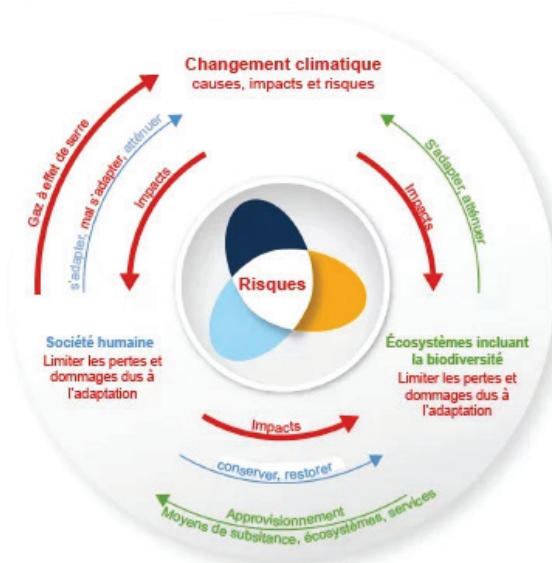 Changement climatique
causes, impacts et risques
Gaz à effet de serre
s'adapter, mal s'adapter, atténuer
Impacts
Impacts
S'adapter, atténuer
Risques
Société humaine
Limiter les pertes et
dommages dus à
l'adaptation
Écosystèmes incluant
la biodiversité
Limiter les pertes et
dommages dus à
l'adaptation
Impacts
conserver, restorer
Approvisionnement
Moyens de subsitance, écosystèmes, services